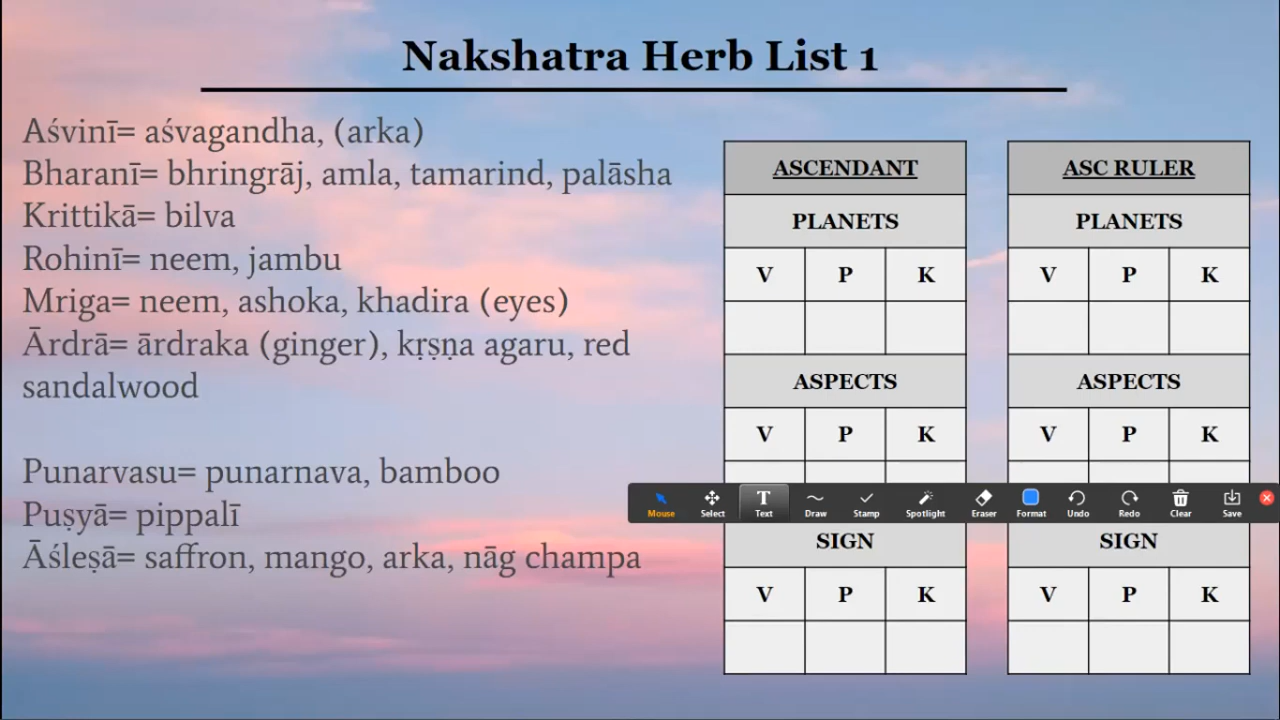 Nakshatra Herb List 1
Aśvinī= aśvagandha, (arka)
Bharanī= bhringrāj, amla, tamarind, palāsha
Krittikā= bilva
Rohinī= neem, jambu
Mriga= neem, ashoka, khadira (eyes)
Ārdrā= ārdraka (ginger), kṛṣṇa agaru, red
sandalwood
Punarvasu= punarnava, bamboo
Puṣyā= pippalī
Āśleṣā= saffron, mango, arka, nāg champa
ASCENDANT
PLANETS
V P K
ASPECTS
V P K
SIGN
V P K
ASC RULER
PLANETS
V P K
ASPECTS
V P K
SIGN
V P K
Mouse Select Text Draw Stamp Spotlight Eraser Format Undo Redo Clear Save